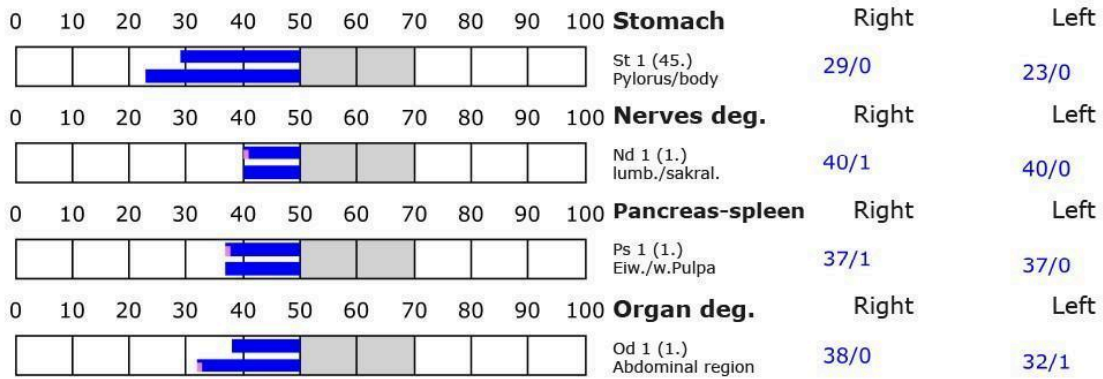 0 10 20 30 40 50 60 70 80 90 100 Stomach Right Left
St 1 (45.)
Pylorus/body
29/0 23/0
0 10 20 30 40 50 60 70 80 90 100 Nerves deg. Right Left
Nd 1 (1.)
lumb./sakral.
40/1 40/0
0 10 20 30 40 50 60 70 80 90 100 Pancreas-spleen Right Left
Ps 1 (1.)
Eiw./w.Pulpa
37/1 37/0
0 10 20 30 40 50 60 70 80 90 100 Organ deg. Right Left
Od 1 (1.)
Abdominal region
38/0 32/1